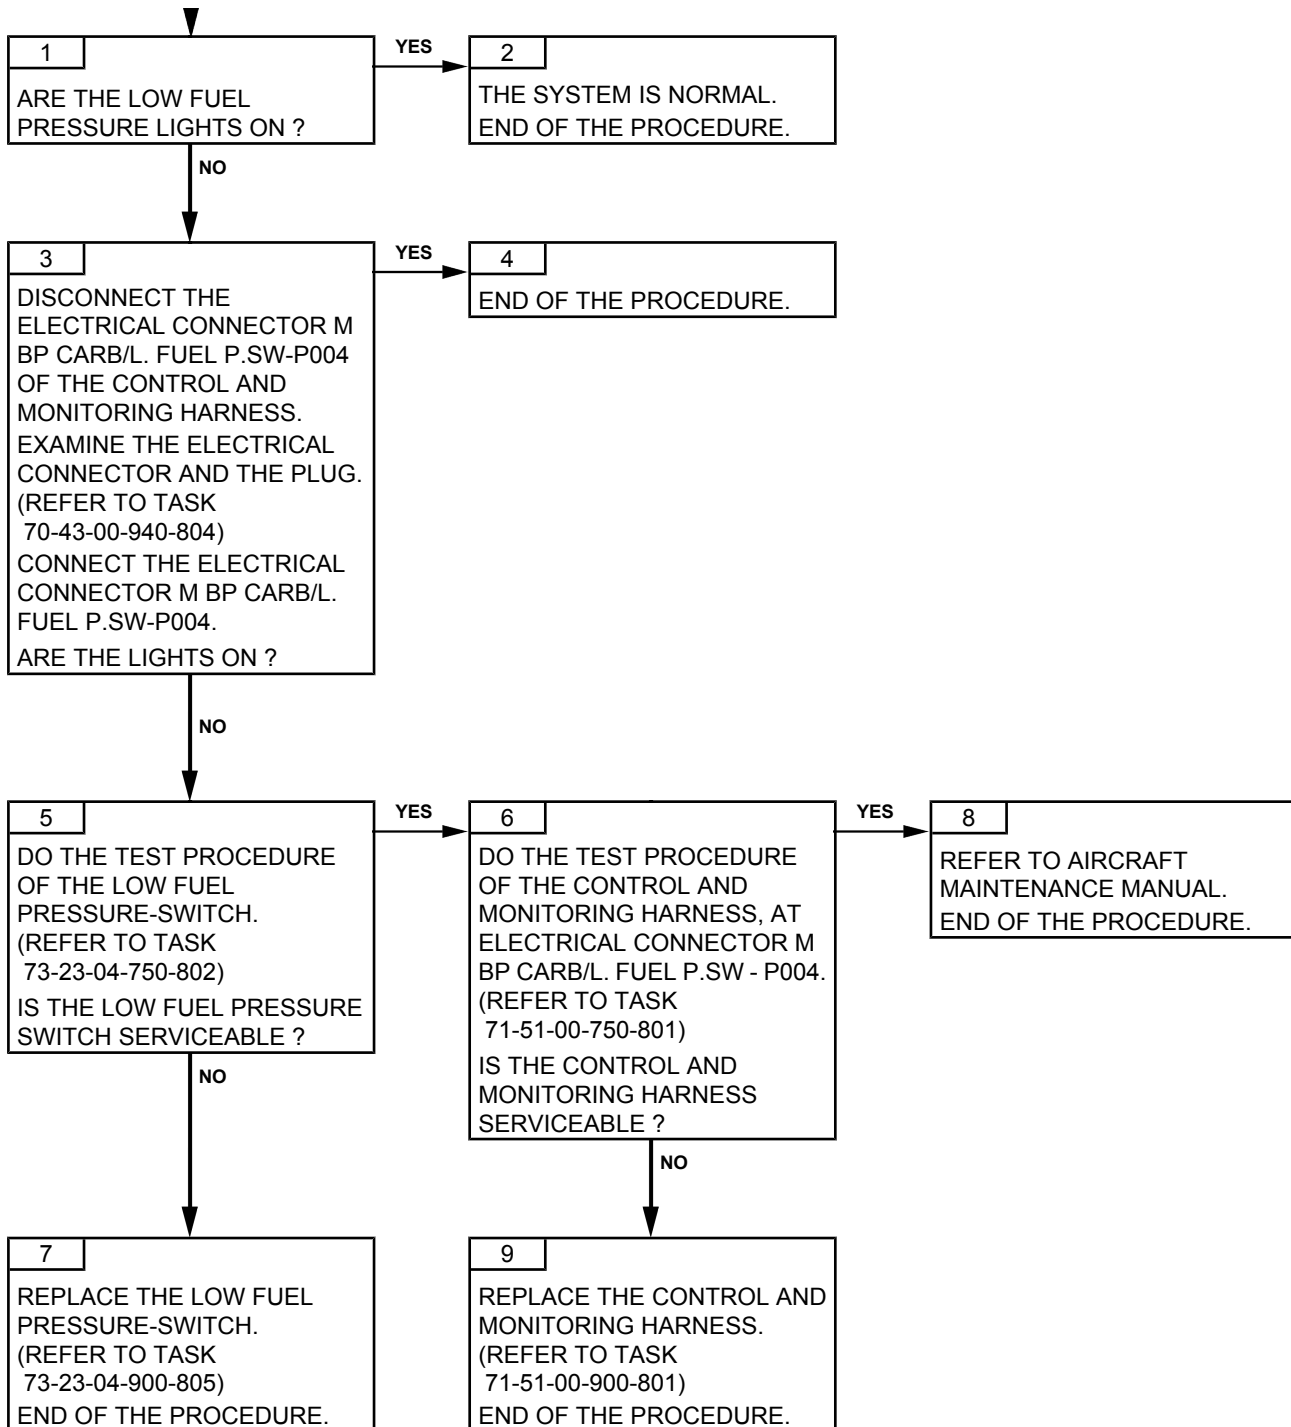 1
ARE THE LOW FUEL
PRESSURE LIGHTS ON ?
YES
2
THE SYSTEM IS NORMAL.
END OF THE PROCEDURE.
NO
3
DISCONNECT THE
ELECTRICAL CONNECTOR M
BP CARB/L. FUEL P.SW-P004
OF THE CONTROL AND
MONITORING HARNESS.
EXAMINE THE ELECTRICAL
CONNECTOR AND THE PLUG.
(REFER TO TASK
70-43-00-940-804)
CONNECT THE ELECTRICAL
CONNECTOR M BP CARB/L.
FUEL P.SW-P004.
ARE THE LIGHTS ON ?
YES
4
END OF THE PROCEDURE.
NO
5
DO THE TEST PROCEDURE
OF THE LOW FUEL
PRESSURE-SWITCH.
(REFER TO TASK
73-23-04-750-802)
IS THE LOW FUEL PRESSURE
SWITCH SERVICEABLE ?
YES
6
DO THE TEST PROCEDURE
OF THE CONTROL AND
MONITORING HARNESS, AT
ELECTRICAL CONNECTOR M
BP CARB/L. FUEL P.SW - P004.
(REFER TO TASK
71-51-00-750-801)
IS THE CONTROL AND
MONITORING HARNESS
SERVICEABLE ?
YES
8
REFER TO AIRCRAFT
MAINTENANCE MANUAL.
END OF THE PROCEDURE.
NO
7
REPLACE THE LOW FUEL
PRESSURE-SWITCH.
(REFER TO TASK
73-23-04-900-805)
END OF THE PROCEDURE.
NO
9
REPLACE THE CONTROL AND
MONITORING HARNESS.
(REFER TO TASK
71-51-00-900-801)
END OF THE PROCEDURE.